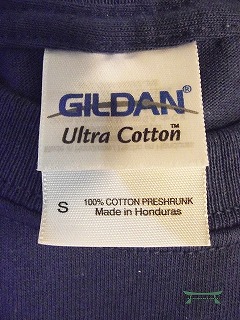 GILDAN®
Ultra Cotton™
S 100% COTTON PRESHRUNK
Made in Honduras